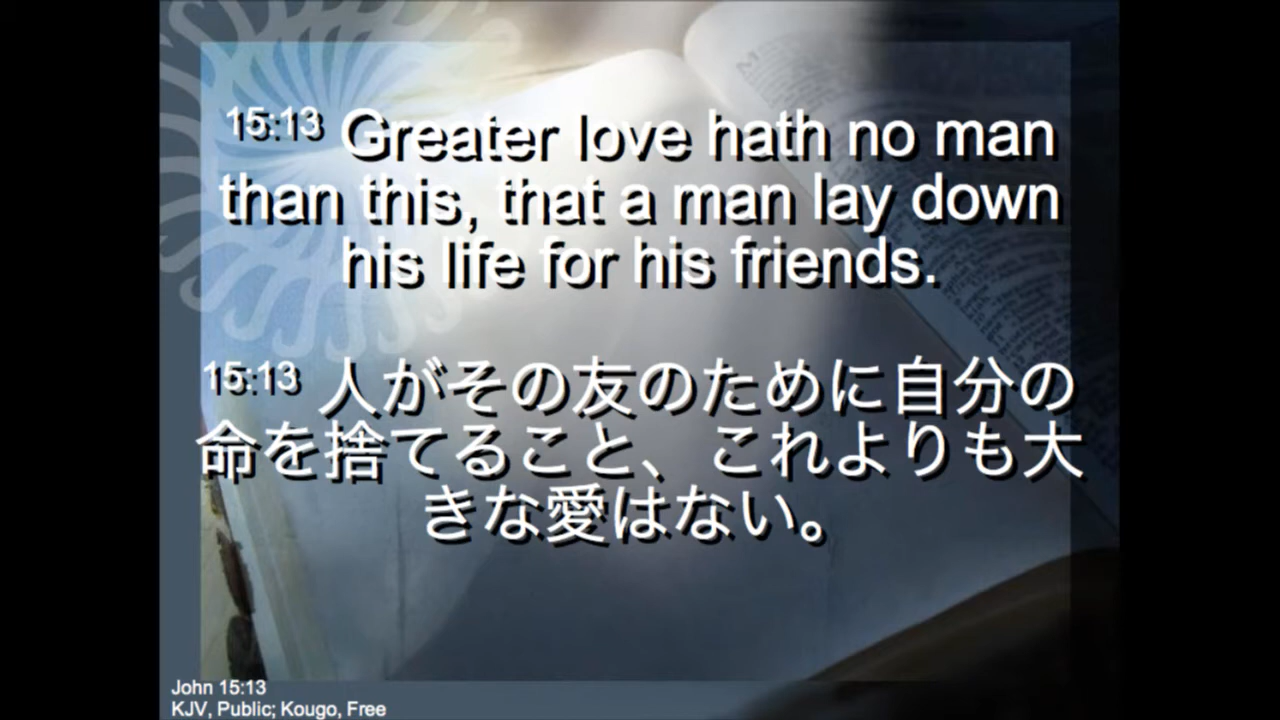 15:13 Greater love hath no man
than this, that a man lay down
his life for his friends.
15:13 人がその友のために自分の
命を捨てること、これよりも大
きな愛はない。
John 15:13
KJV, Public; Kougo, Free